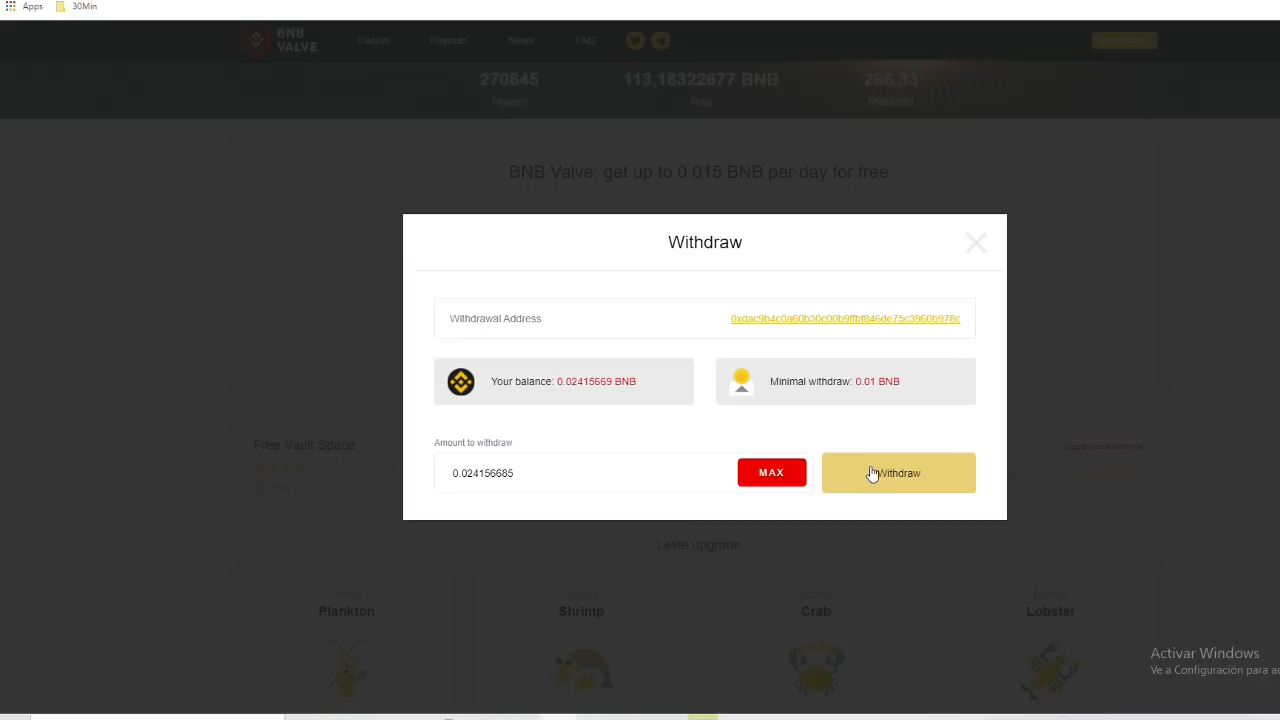 Apps 30Min
BNB
VALVE
Faucet Payouts News FAQ
270645 113.18322677 BNB 296.33
Players Paid
BNB Valve: get up to 0.015 BNB per day for free
Withdraw
Withdrawal Address 0xdac9b4c0a60b30c00b9ffbf846de75c3960b978c
Your balance: 0.02415669 BNB Minimal withdraw: 0.01 BNB
Amount to withdraw
0.024156685 MAX Withdraw
Free Vault Space
Level upgrade
Plankton Shrimp Crab Lobster
Activar Windows
Ve a Configuración para